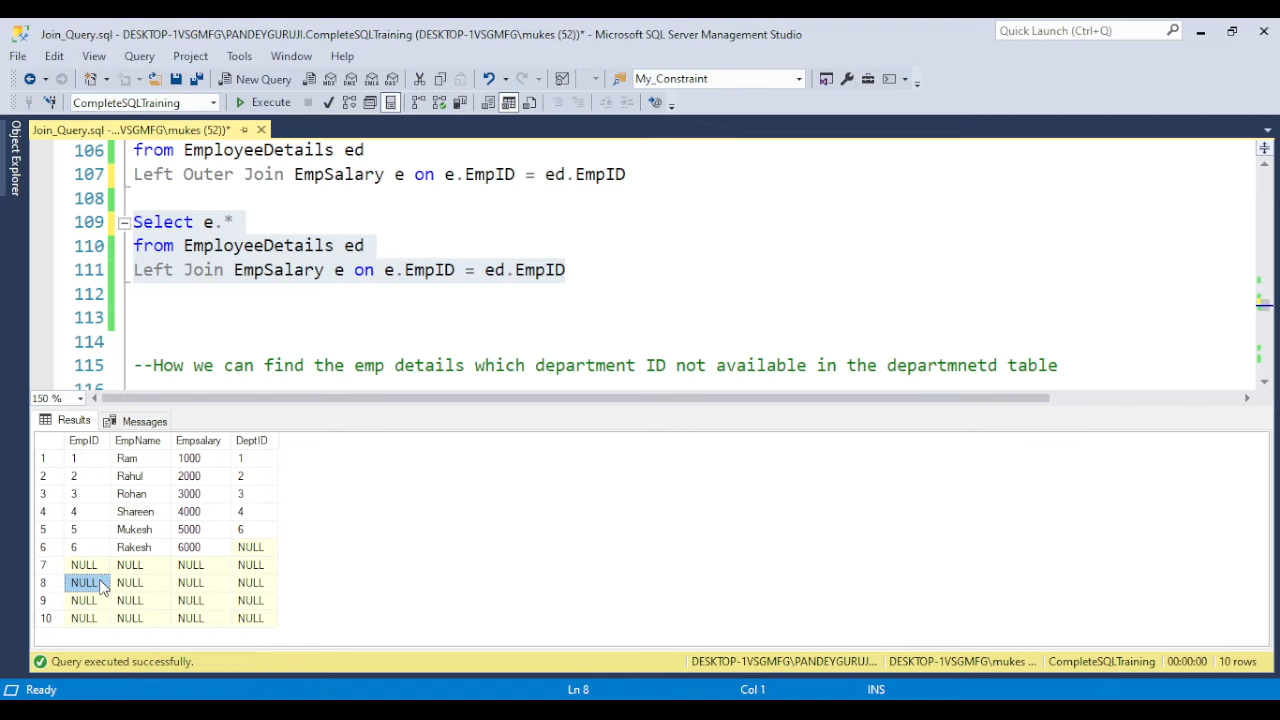 Join_Query.sql - DESKTOP-1VSGMFG\PANDEYGURUJI.CompleteSQLTraining (DESKTOP-1VSGMFG\mukes (52))* - Microsoft SQL Server Management Studio
Quick Launch (Ctrl+Q)
File Edit View Query Project Tools Window Help
New Query My_Constraint
CompleteSQLTraining Execute
Join_Query.sql -...VSGMFG\mukes (52))*
Object Explorer
106 from EmployeeDetails ed
107 Left Outer Join EmpSalary e on e.EmpID = ed.EmpID
108
109 Select e.*
110 from EmployeeDetails ed
111 Left Join EmpSalary e on e.EmpID = ed.EmpID
112
113
114
115 --How we can find the emp details which department ID not available in the departmnetd table
116
150 %
Results Messages
EmpID EmpName Empsalary DeptID
1 1 Ram 1000 1
2 2 Rahul 2000 2
3 3 Rohan 3000 3
4 4 Shareen 4000 4
5 5 Mukesh 5000 6
6 6 Rakesh 6000 NULL
7 NULL NULL NULL NULL
8 NULL NULL NULL NULL
9 NULL NULL NULL NULL
10 NULL NULL NULL NULL
Query executed successfully. DESKTOP-1VSGMFG\PANDEYGURUJ... DESKTOP-1VSGMFG\mukes ... CompleteSQLTraining 00:00:00 10 rows
Ready Ln 8 Col 1 INS